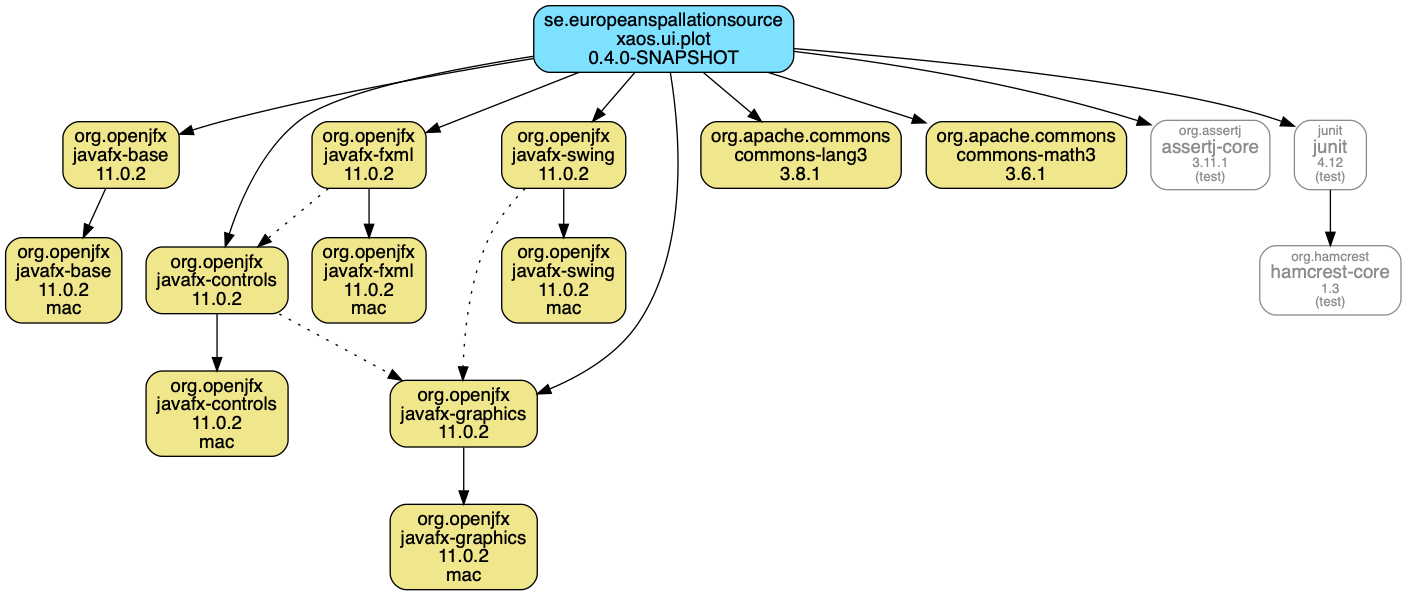 se.europeanspallationsource
xaos.ui.plot
0.4.0-SNAPSHOT
org.openjfx
javafx-base
11.0.2
org.openjfx
javafx-fxml
11.0.2
org.openjfx
javafx-swing
11.0.2
org.apache.commons
commons-lang3
3.8.1
org.apache.commons
commons-math3
3.6.1
org.assertj
assertj-core
3.11.1
(test)
junit
junit
4.12
(test)
org.openjfx
javafx-base
11.0.2
mac
org.openjfx
javafx-controls
11.0.2
org.openjfx
javafx-fxml
11.0.2
mac
org.openjfx
javafx-swing
11.0.2
mac
org.hamcrest
hamcrest-core
1.3
(test)
org.openjfx
javafx-controls
11.0.2
mac
org.openjfx
javafx-graphics
11.0.2
org.openjfx
javafx-graphics
11.0.2
mac